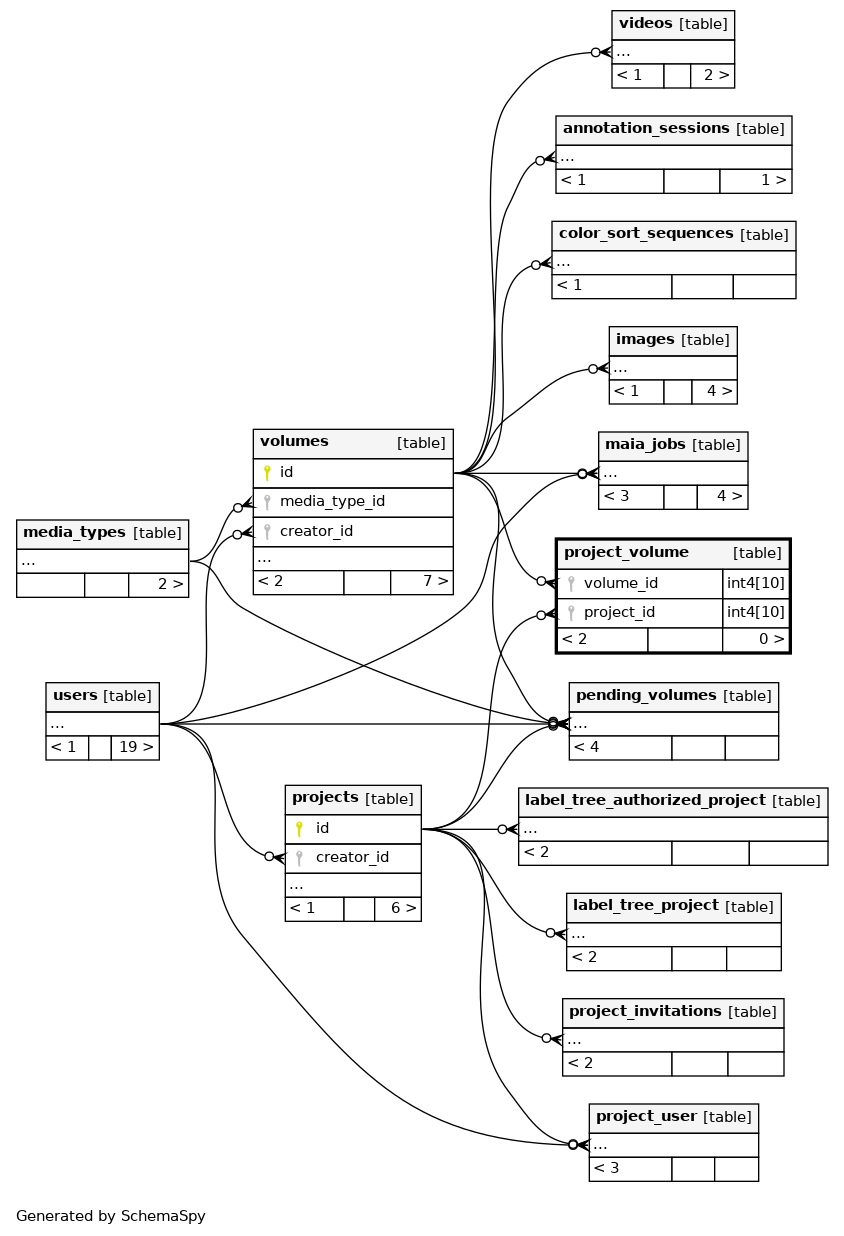 videos [table]
...
< 1 2 >
annotation_sessions [table]
...
< 1 1 >
color_sort_sequences [table]
...
< 1
images [table]
...
< 1 4 >
volumes [table]
id
media_type_id
creator_id
...
< 2 7 >
maia_jobs [table]
...
< 3 4 >
media_types [table]
...
2 >
project_volume [table]
volume_id int4[10]
project_id int4[10]
< 2 0 >
users [table]
...
< 1 19 >
pending_volumes [table]
...
< 4
projects [table]
id
creator_id
...
< 1 6 >
label_tree_authorized_project [table]
...
< 2
label_tree_project [table]
...
< 2
project_invitations [table]
...
< 2
project_user [table]
...
< 3
Generated by SchemaSpy